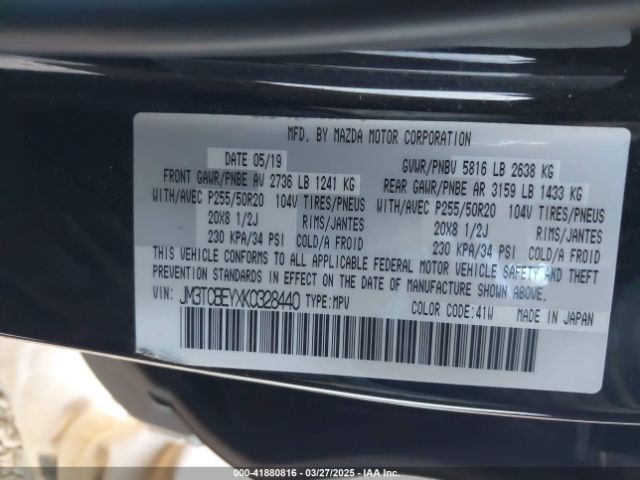 MFD. BY MAZDA MOTOR CORPORATION
DATE 05/19 GVWR/PNBV 5816 LB 2638 KG
FRONT GAWR/PNBE AV 2736 LB 1241 KG REAR GAWR/PNBE AR 3159 LB 1433 KG
WITH/AVEC P255/50R20 104V TIRES/PNEUS WITH/AVEC P255/50R20 104V TIRES/PNEUS
20X8 1/2J RIMS/JANTES 20X8 1/2J RIMS/JANTES
230 KPA/34 PSI COLD/A FROID 230 KPA/34 PSI COLD/A FROID
THIS VEHICLE CONFORMS TO ALL APPLICABLE FEDERAL MOTOR VEHICLE SAFETY AND THEFT
PREVENTION STANDARDS IN EFFECT ON THE DATE OF MANUFACTURE SHOWN ABOVE.
VIN: JM3TCBEYXK0328440 TYPE:MPV COLOR CODE:41W MADE IN JAPAN
000-41880816 - 03/27/2025 - IAA Inc.